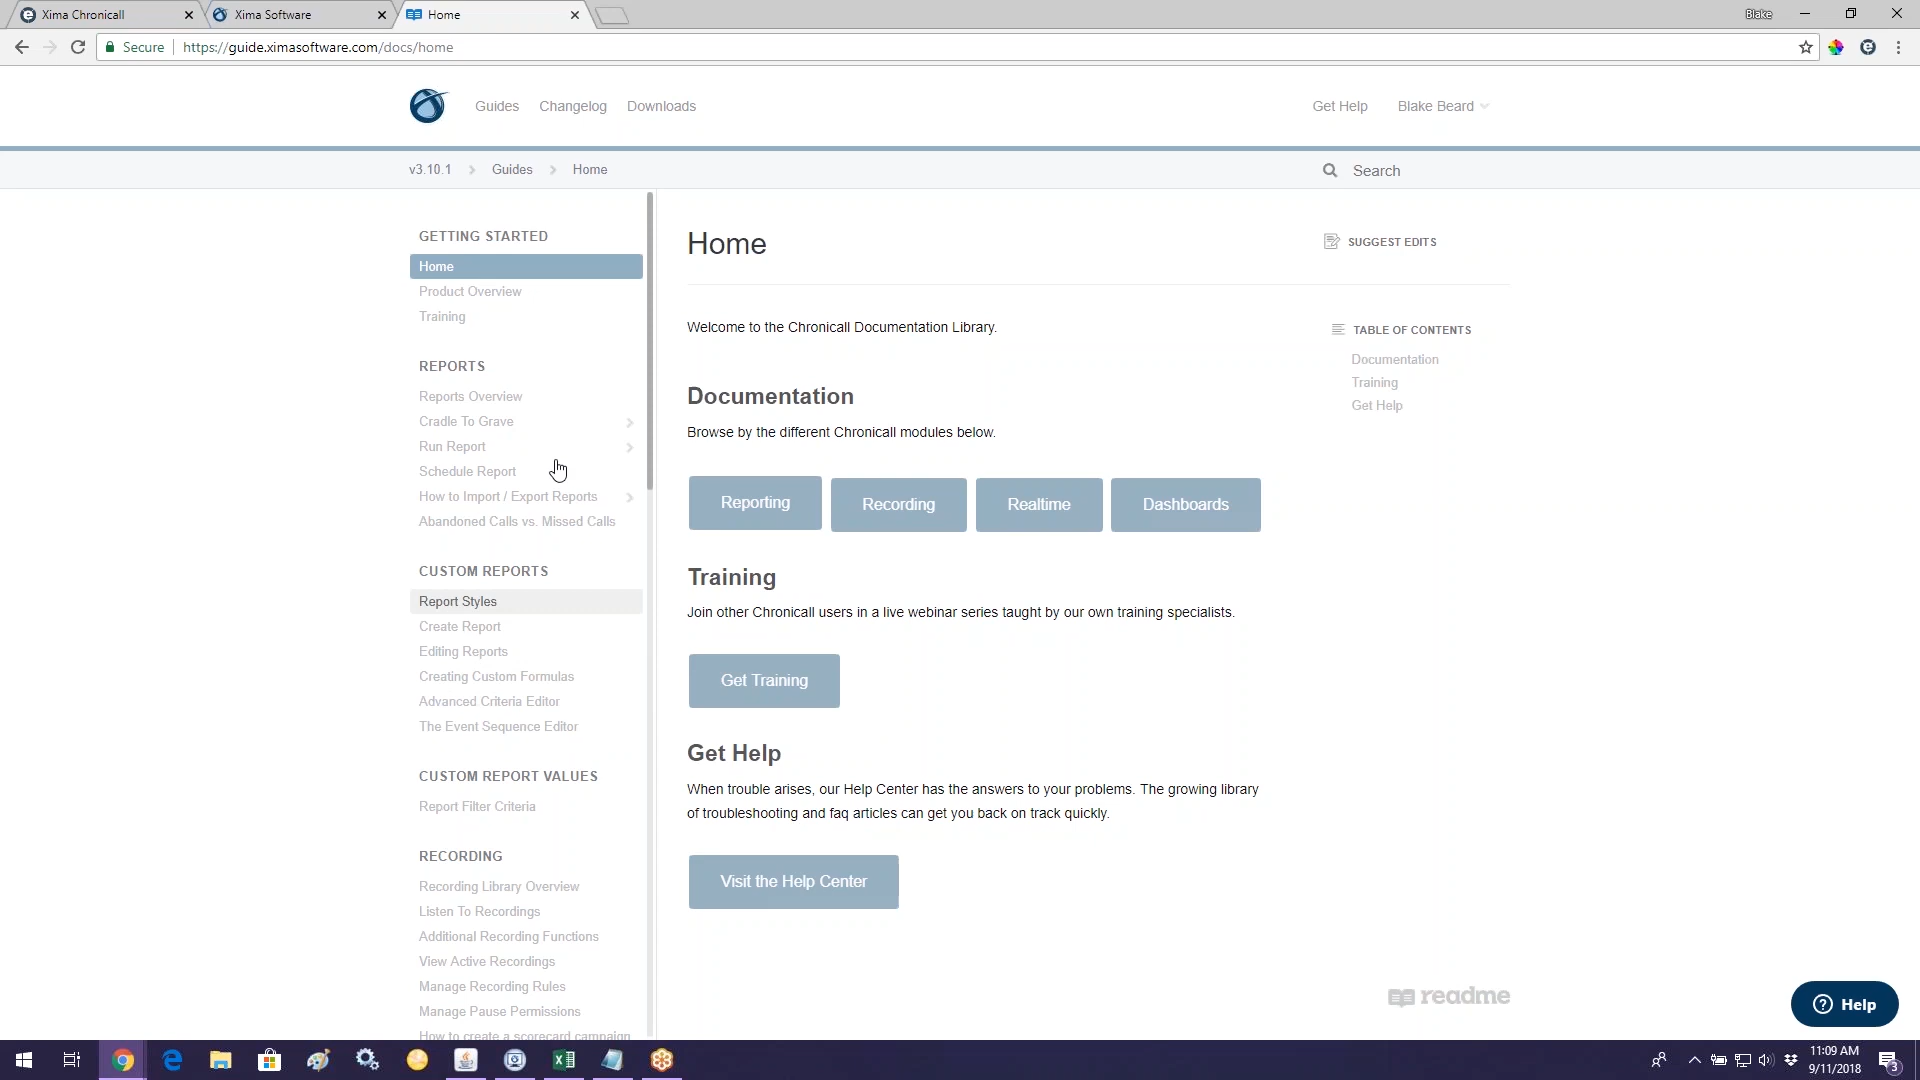 Xima Chronicall
Xima Software
Home
Blake
Secure
https://guide.ximasoftware.com/docs/home
Guides
Changelog
Downloads
Get Help
Blake Beard
v3.10.1
Guides
Home
Search
GETTING STARTED
Home
Product Overview
Training
REPORTS
Reports Overview
Cradle To Grave
Run Report
Schedule Report
How to Import / Export Reports
Abandoned Calls vs. Missed Calls
CUSTOM REPORTS
Report Styles
Create Report
Editing Reports
Creating Custom Formulas
Advanced Criteria Editor
The Event Sequence Editor
CUSTOM REPORT VALUES
Report Filter Criteria
RECORDING
Recording Library Overview
Listen To Recordings
Additional Recording Functions
View Active Recordings
Manage Recording Rules
Manage Pause Permissions
How to create a scorecard campaign
Home
SUGGEST EDITS
Welcome to the Chronicall Documentation Library.
Documentation
Browse by the different Chronicall modules below.
Reporting
Recording
Realtime
Dashboards
Training
Join other Chronicall users in a live webinar series taught by our own training specialists.
Get Training
Get Help
When trouble arises, our Help Center has the answers to your problems. The growing library
of troubleshooting and faq articles can get you back on track quickly.
Visit the Help Center
TABLE OF CONTENTS
Documentation
Training
Get Help
readme
Help
11:09 AM
9/11/2018
3